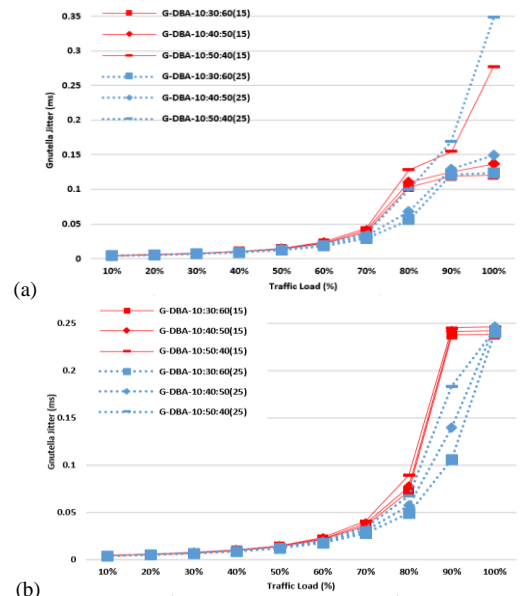 0.35
0.3
0.25
0.2
0.15
0.1
0.05
0
Gnutella Jitter (ms)
G-DBA-10:30:60(15)
G-DBA-10:40:50(15)
G-DBA-10:50:40(15)
G-DBA-10:30:60(25)
G-DBA-10:40:50(25)
G-DBA-10:50:40(25)
10% 20% 30% 40% 50% 60% 70% 80% 90% 100%
Traffic Load (%)
(a)
0.25
0.2
0.15
0.1
0.05
0
Gnutella Jitter (ms)
G-DBA-10:30:60(15)
G-DBA-10:40:50(15)
G-DBA-10:50:40(15)
G-DBA-10:30:60(25)
G-DBA-10:40:50(25)
G-DBA-10:50:40(25)
10% 20% 30% 40% 50% 60% 70% 80% 90% 100%
Traffic Load (%)
(b)